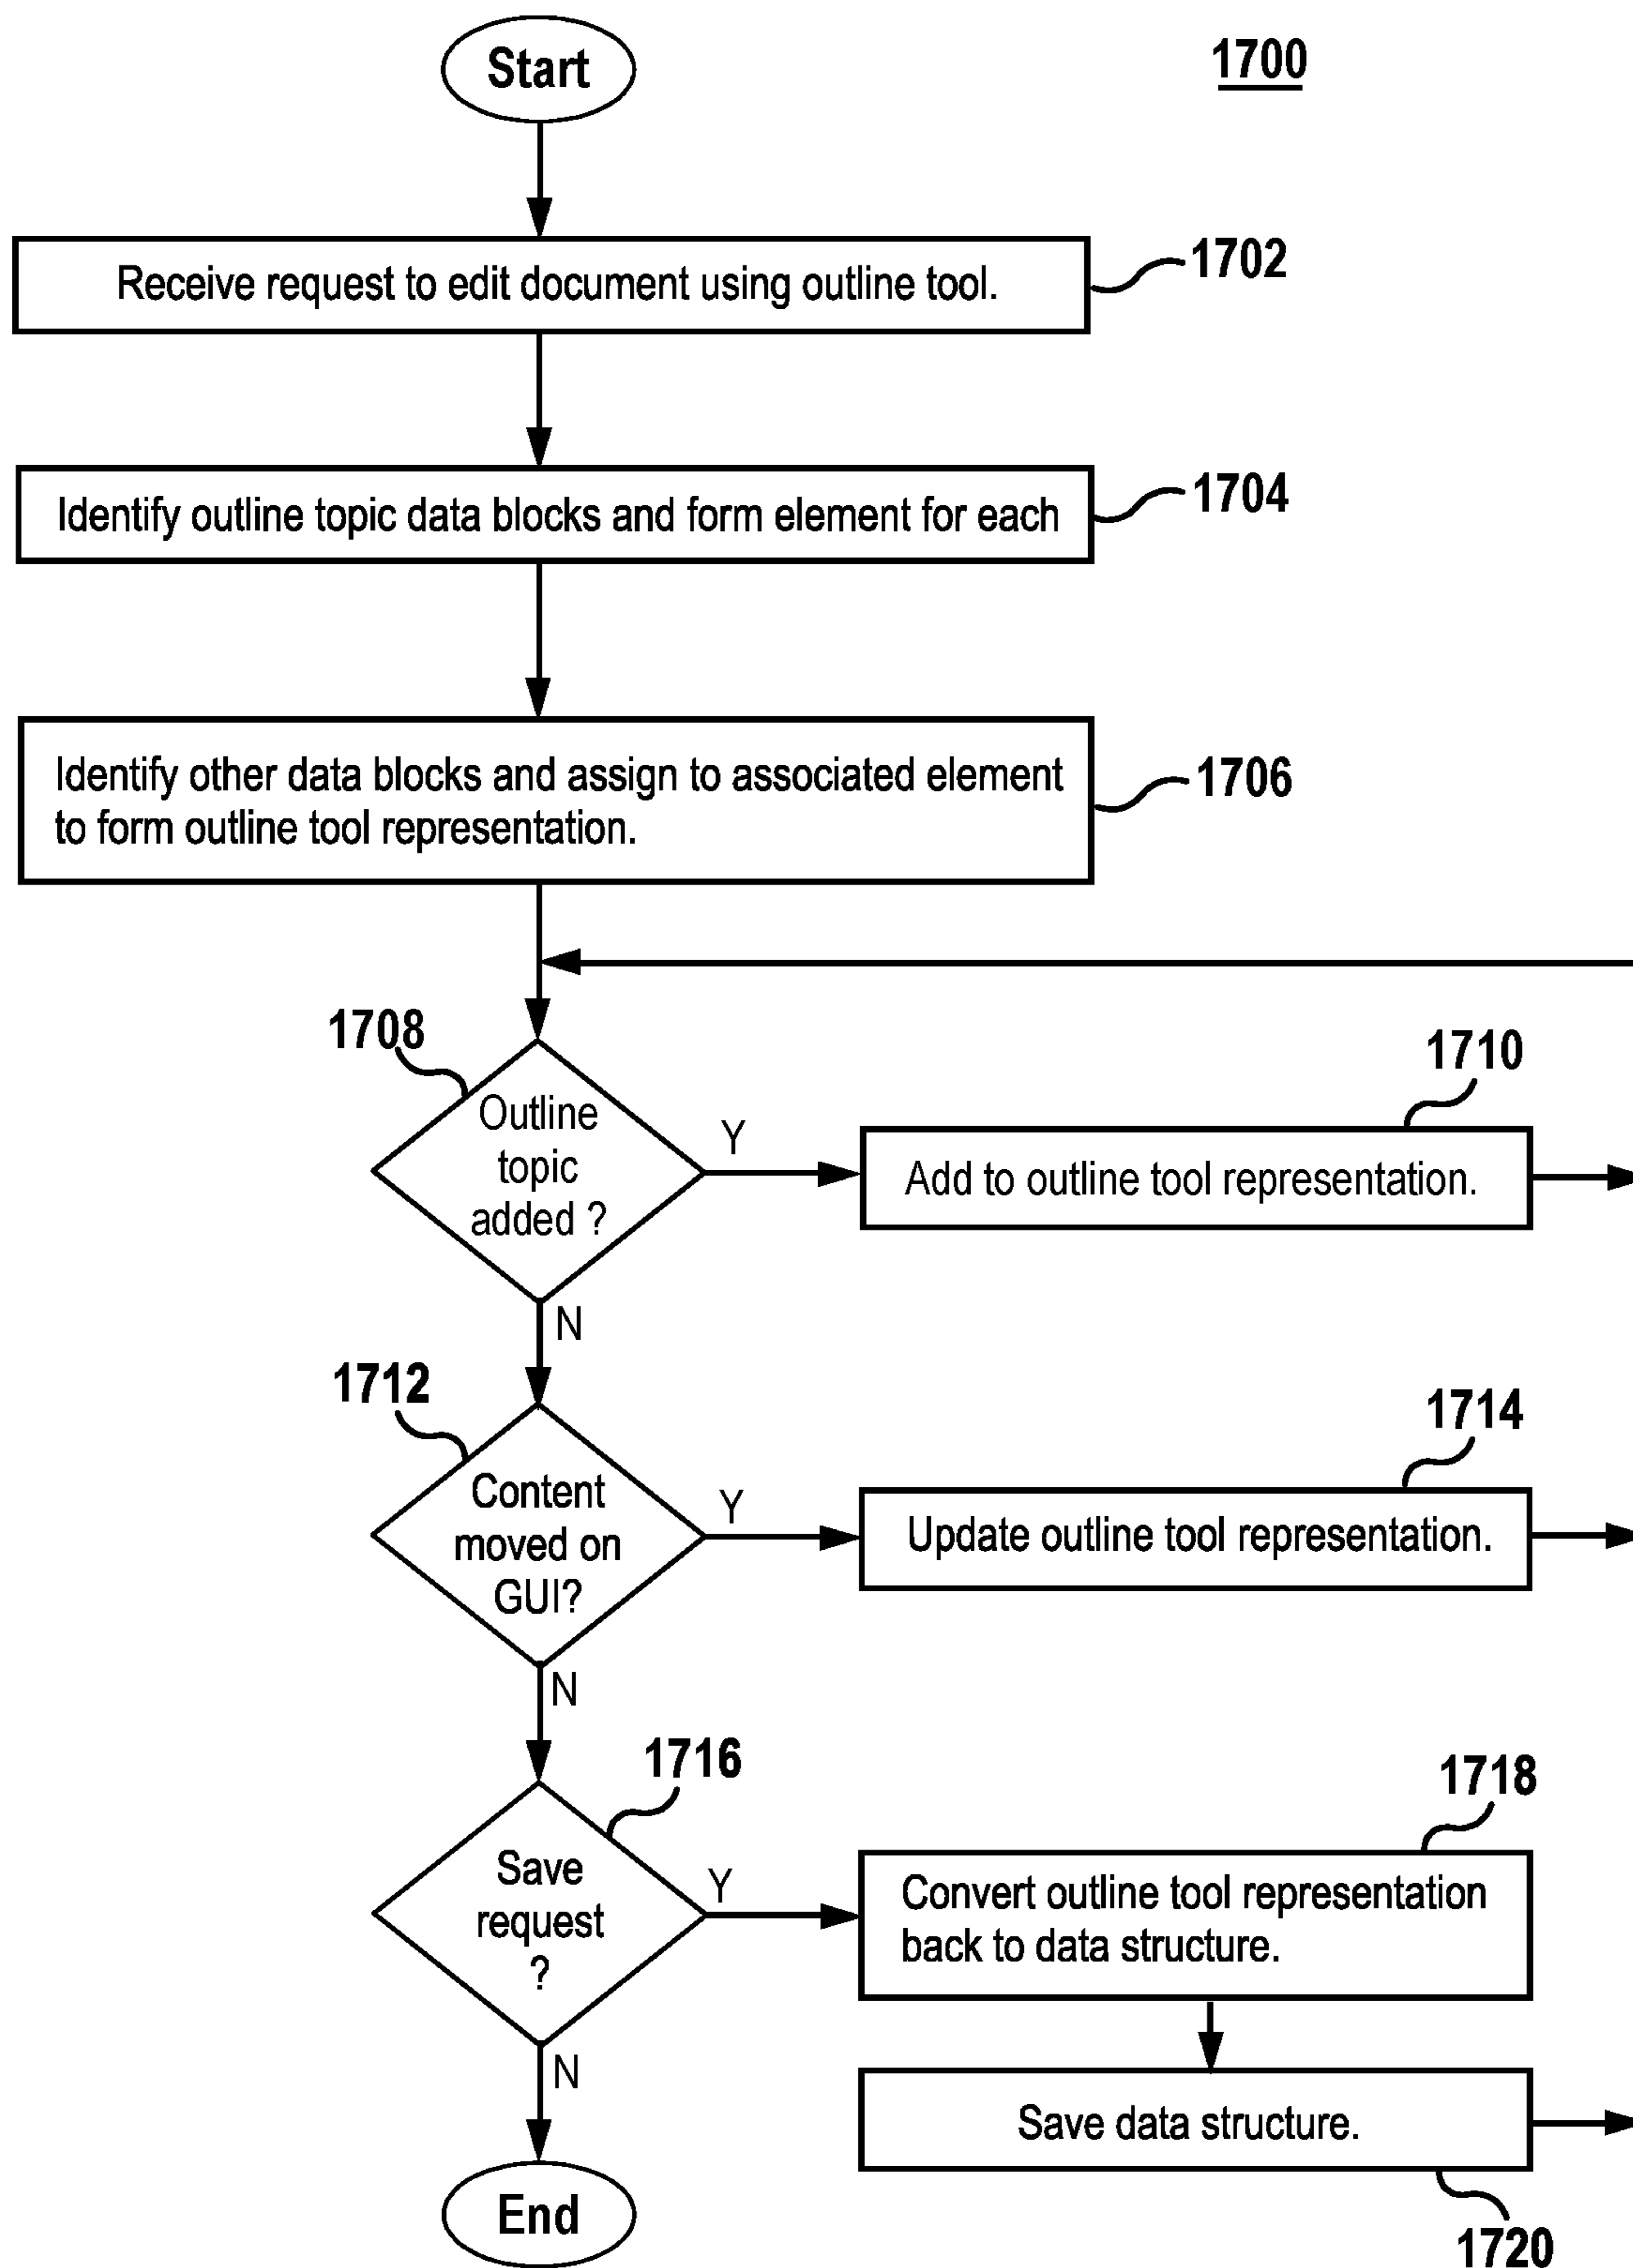 Start
1700
1702
Receive request to edit document using outline tool.
1704
Identify outline topic data blocks and form element for each
1706
Identify other data blocks and assign to associated element
to form outline tool representation.
1708
Outline
topic
added ?
Y
1710
Add to outline tool representation.
N
1712
Content
moved on
GUI?
Y
1714
Update outline tool representation.
N
1716
Save
request
?
Y
1718
Convert outline tool representation
back to data structure.
N
Save data structure.
1720
End